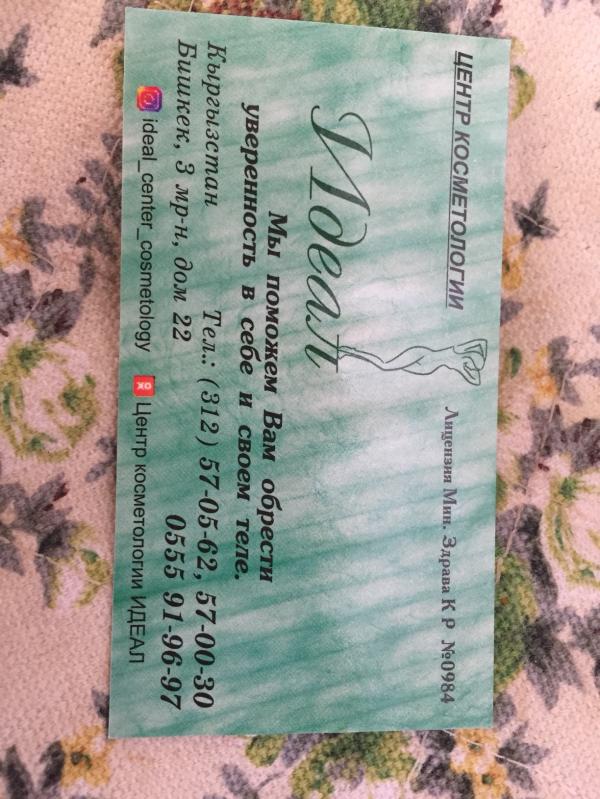 ЦЕНТР КОСМЕТОЛОГИИ
Лицензия Мин. Здрава К Р №0984
Идеал
Мы поможем Вам обрести
уверенность в себе и своем теле.
Кыргызстан Тел.: (312) 57-05-62, 57-00-30
Бишкек, 3 мр-н, дом 22 0555 91-96-97
ideal_center_cosmetology Центр косметологии ИДЕАЛ